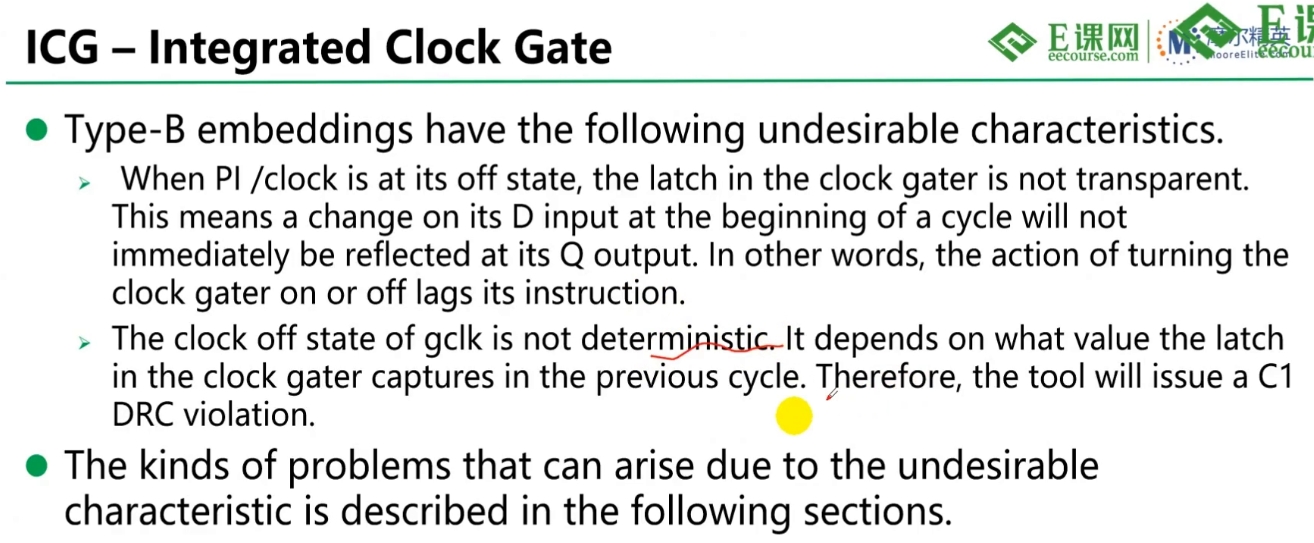 ICG – Integrated Clock Gate
E课网
eecourse.com
Type-B embeddings have the following undesirable characteristics.
When PI /clock is at its off state, the latch in the clock gater is not transparent.
This means a change on its D input at the beginning of a cycle will not
immediately be reflected at its Q output. In other words, the action of turning the
clock gater on or off lags its instruction.
The clock off state of gclk is not deterministic. It depends on what value the latch
in the clock gater captures in the previous cycle. Therefore, the tool will issue a C1
DRC violation.
The kinds of problems that can arise due to the undesirable
characteristic is described in the following sections.